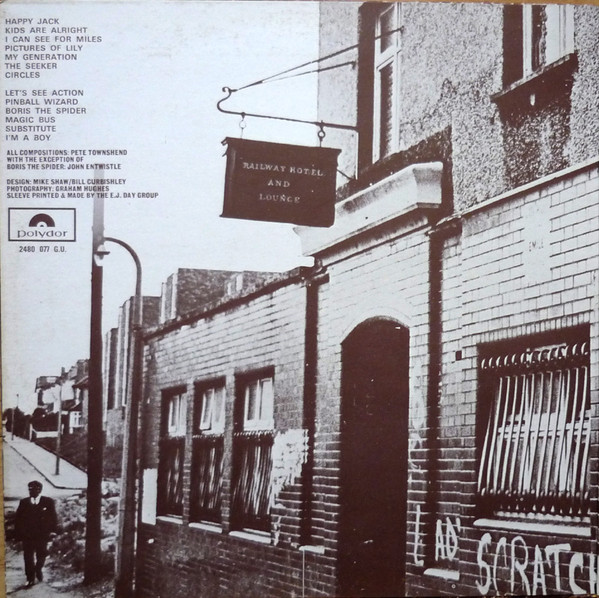 HAPPY JACK
KIDS ARE ALRIGHT
I CAN SEE FOR MILES
PICTURES OF LILY
MY GENERATION
THE SEEKER
CIRCLES
LET'S SEE ACTION
PINBALL WIZARD
BORIS THE SPIDER
MAGIC BUS
SUBSTITUTE
I'M A BOY
ALL COMPOSITIONS: PETE TOWNSHEND
WITH THE EXCEPTION OF
BORIS THE SPIDER: JOHN ENTWISTLE
DESIGN: MIKE SHAW/BILL CURBISHLEY
PHOTOGRAPHY: GRAHAM HUGHES
SLEEVE PRINTED & MADE BY THE E.J. DAY GROUP
polydor
2480 077 G.U.
RAILWAY HOTEL
AND
LOUNGE
SCRATCH